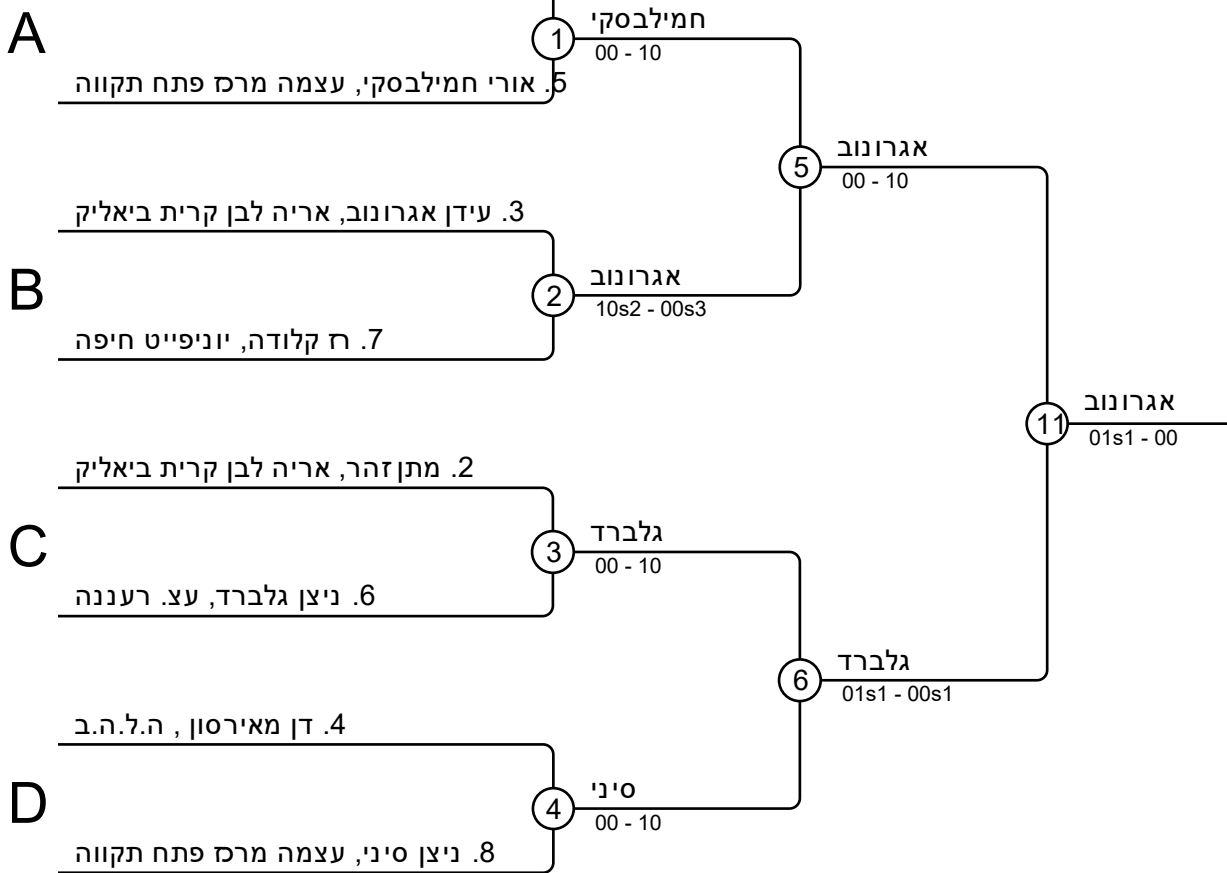 A
1
חמילבסקי
00 - 10
5. אורי חמילבסקי, עצמה מרכז פתח תקווה
5
אגרונוב
00 - 10
3. עידן אגרונוב, אריה לבן קרית ביאליק
B
2
אגרונוב
10s2 - 00s3
7. רז קלודה, יוניפייט חיפה
11
אגרונוב
01s1 - 00
2. מתן זהר, אריה לבן קרית ביאליק
C
3
גלברד
00 - 10
6. ניצן גלברד, עצ. רעננה
6
גלברד
01s1 - 00s1
4. דן מאירסון , ה.ל.ה.ב
D
4
סיני
00 - 10
8. ניצן סיני, עצמה מרכז פתח תקווה